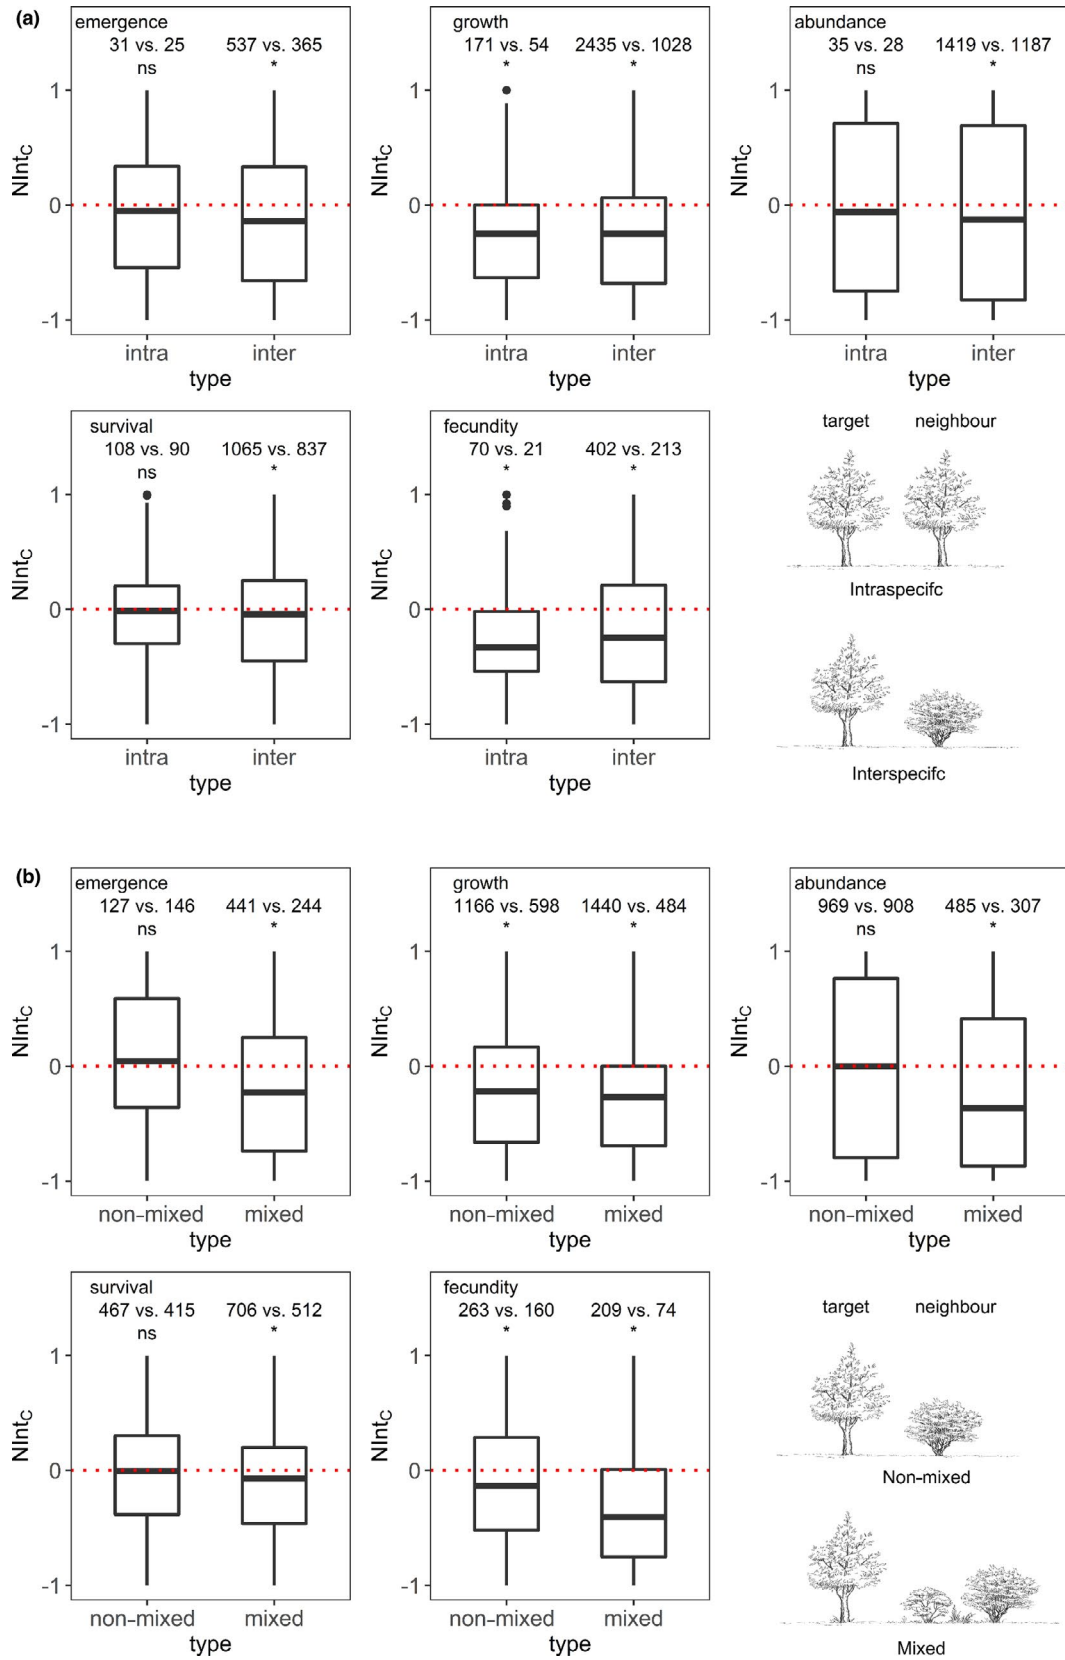 (a)
emergence
31 vs. 25 537 vs. 365
ns *
1
0
-1
NIntC
intra inter
type
growth
171 vs. 54 2435 vs. 1028
* *
1
0
-1
NIntC
intra inter
type
abundance
35 vs. 28 1419 vs. 1187
ns *
1
0
-1
NIntC
intra inter
type
survival
108 vs. 90 1065 vs. 837
ns *
1
0
-1
NIntC
intra inter
type
fecundity
70 vs. 21 402 vs. 213
* *
1
0
-1
NIntC
intra inter
type
target neighbour
Intraspecifc
Interspecifc
(b)
emergence
127 vs. 146 441 vs. 244
ns *
1
0
-1
NIntC
non-mixed mixed
type
growth
1166 vs. 598 1440 vs. 484
* *
1
0
-1
NIntC
non-mixed mixed
type
abundance
969 vs. 908 485 vs. 307
ns *
1
0
-1
NIntC
non-mixed mixed
type
survival
467 vs. 415 706 vs. 512
ns *
1
0
-1
NIntC
non-mixed mixed
type
fecundity
263 vs. 160 209 vs. 74
* *
1
0
-1
NIntC
non-mixed mixed
type
target neighbour
Non-mixed
Mixed